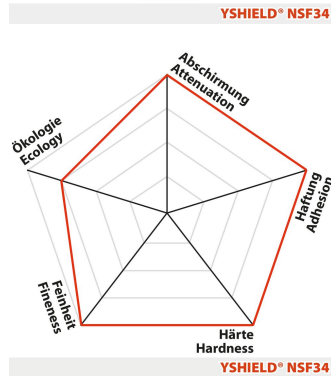 YSHIELD® NSF34
Abschirmung
Attenuation
Ökologie
Ecology
Haftung
Adhesion
Feinheit
Fineness
Härte
Hardness
YSHIELD® NSF34